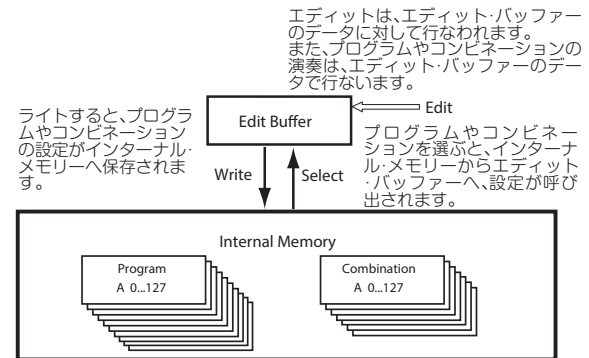 エディットは、エディット・バッファー
のデータに対して行なわれます。
また、プログラムやコンビネーションの
演奏は、エディット・バッファーのデー
タで行ないます。
Edit
Edit Buffer
ライトすると、プログラ
ムやコンビネーション
の設定がインターナル・
メモリーへ保存されま
す。
プログラムやコンビネー
ションを選ぶと、インターナ
ル・メモリーからエディット
・バッファーへ、設定が呼び
出されます。
Write
Select
Internal Memory
Program
A 0...127
Combination
A 0...127